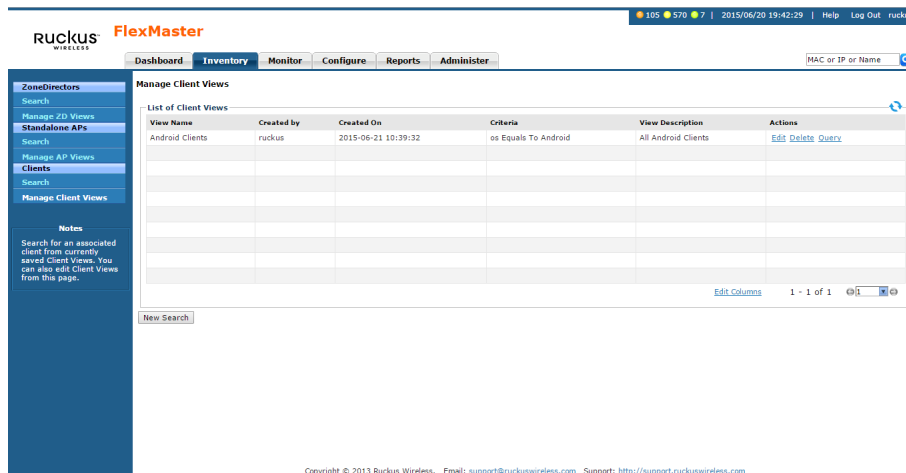 105 570 7 | 2015/06/20 19:42:29 | Help Log Out
RUCKUS WIRELESS FlexMaster
Dashboard Inventory Monitor Configure Reports Administer MAC or IP or Name
ZoneDirectors
Search
Manage ZD Views
Standalone APs
Search
Manage AP Views
Clients
Search
Manage Client Views
Notes
Search for an associated
client from currently
saved Client Views. You
can also edit Client Views
from this page.
Manage Client Views
List of Client Views
View Name Created by Created On Criteria View Description Actions
Android Clients ruckus 2015-06-21 10:39:32 os Equals To Android All Android Clients Edit Delete Query
Edit Columns 1 - 1 of 1 1
New Search
Copyright © 2013 Ruckus Wireless. Email: support@ruckuswireless.com Support: http://support.ruckuswireless.com